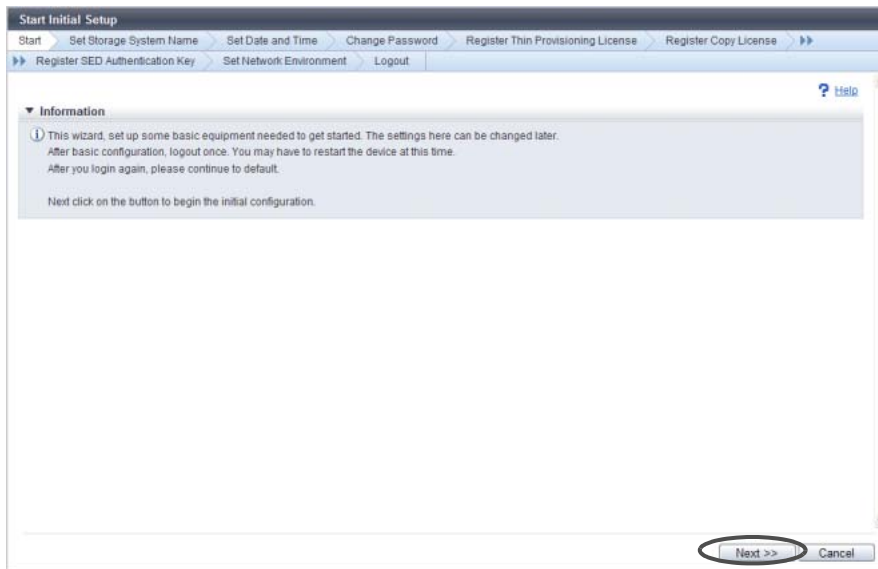 Start Initial Setup
Start Set Storage System Name Set Date and Time Change Password Register Thin Provisioning License Register Copy License
Register SED Authentication Key Set Network Environment Logout
? Help
Information
This wizard, set up some basic equipment needed to get started. The settings here can be changed later.
After basic configuration, logout once. You may have to restart the device at this time.
After you login again, please continue to default.
Next click on the button to begin the initial configuration.
Next >> Cancel